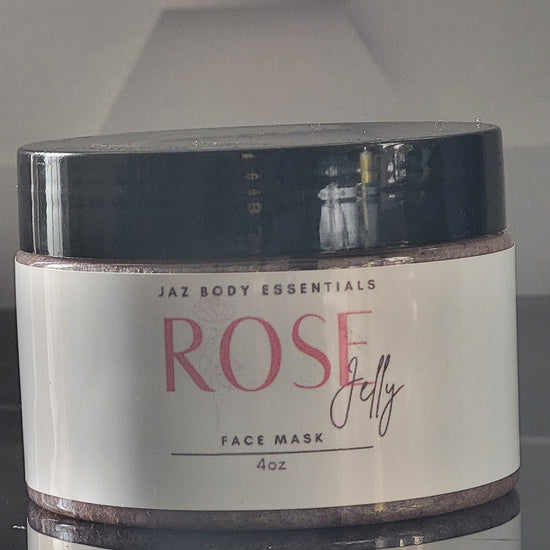 JAZ BODY ESSENTIALS
ROSE
Jelly
FACE MASK
4oz